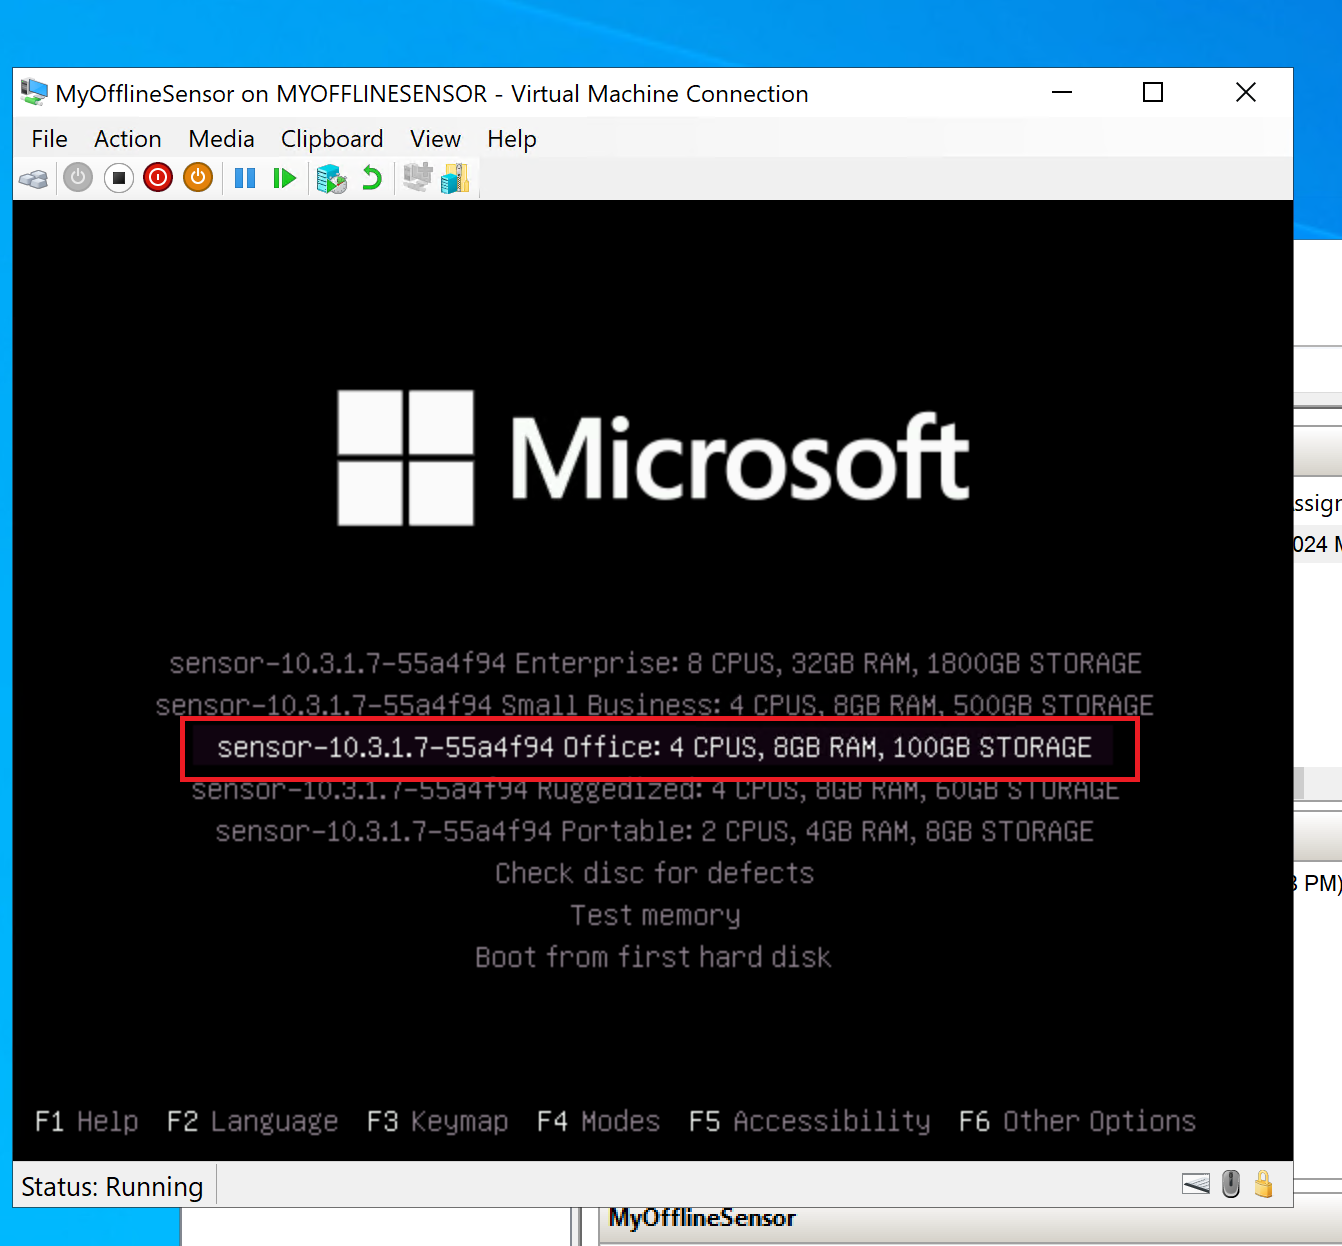 MyOfflineSensor on MYOFFLINESENSOR - Virtual Machine Connection
File Action Media Clipboard View Help
Microsoft
sensor-10.3.1.7-55a4f94 Enterprise: 8 CPUS, 32GB RAM, 1800GB STORAGE
sensor-10.3.1.7-55a4f94 Small Business: 4 CPUS, 8GB RAM, 500GB STORAGE
sensor-10.3.1.7-55a4f94 Office: 4 CPUS, 8GB RAM, 100GB STORAGE
sensor-10.3.1.7-55a4f94 Ruggedized: 4 CPUS, 8GB RAM, 60GB STORAGE
sensor-10.3.1.7-55a4f94 Portable: 2 CPUS, 4GB RAM, 8GB STORAGE
Check disc for defects
Test memory
Boot from first hard disk
F1 Help F2 Language F3 Keymap F4 Modes F5 Accessibility F6 Other Options
Status: Running
024 M
PM)
MyOfflineSensor